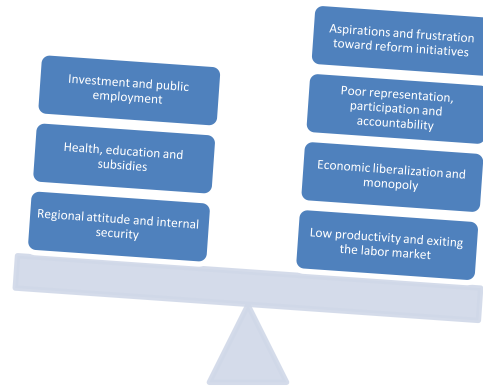 Investment and public
employment
Health, education and
subsidies
Regional attitude and internal
security
Aspirations and frustration
toward reform initiatives
Poor representation,
participation and
accountability
Economic liberalization and
monopoly
Low productivity and exiting
the labor market